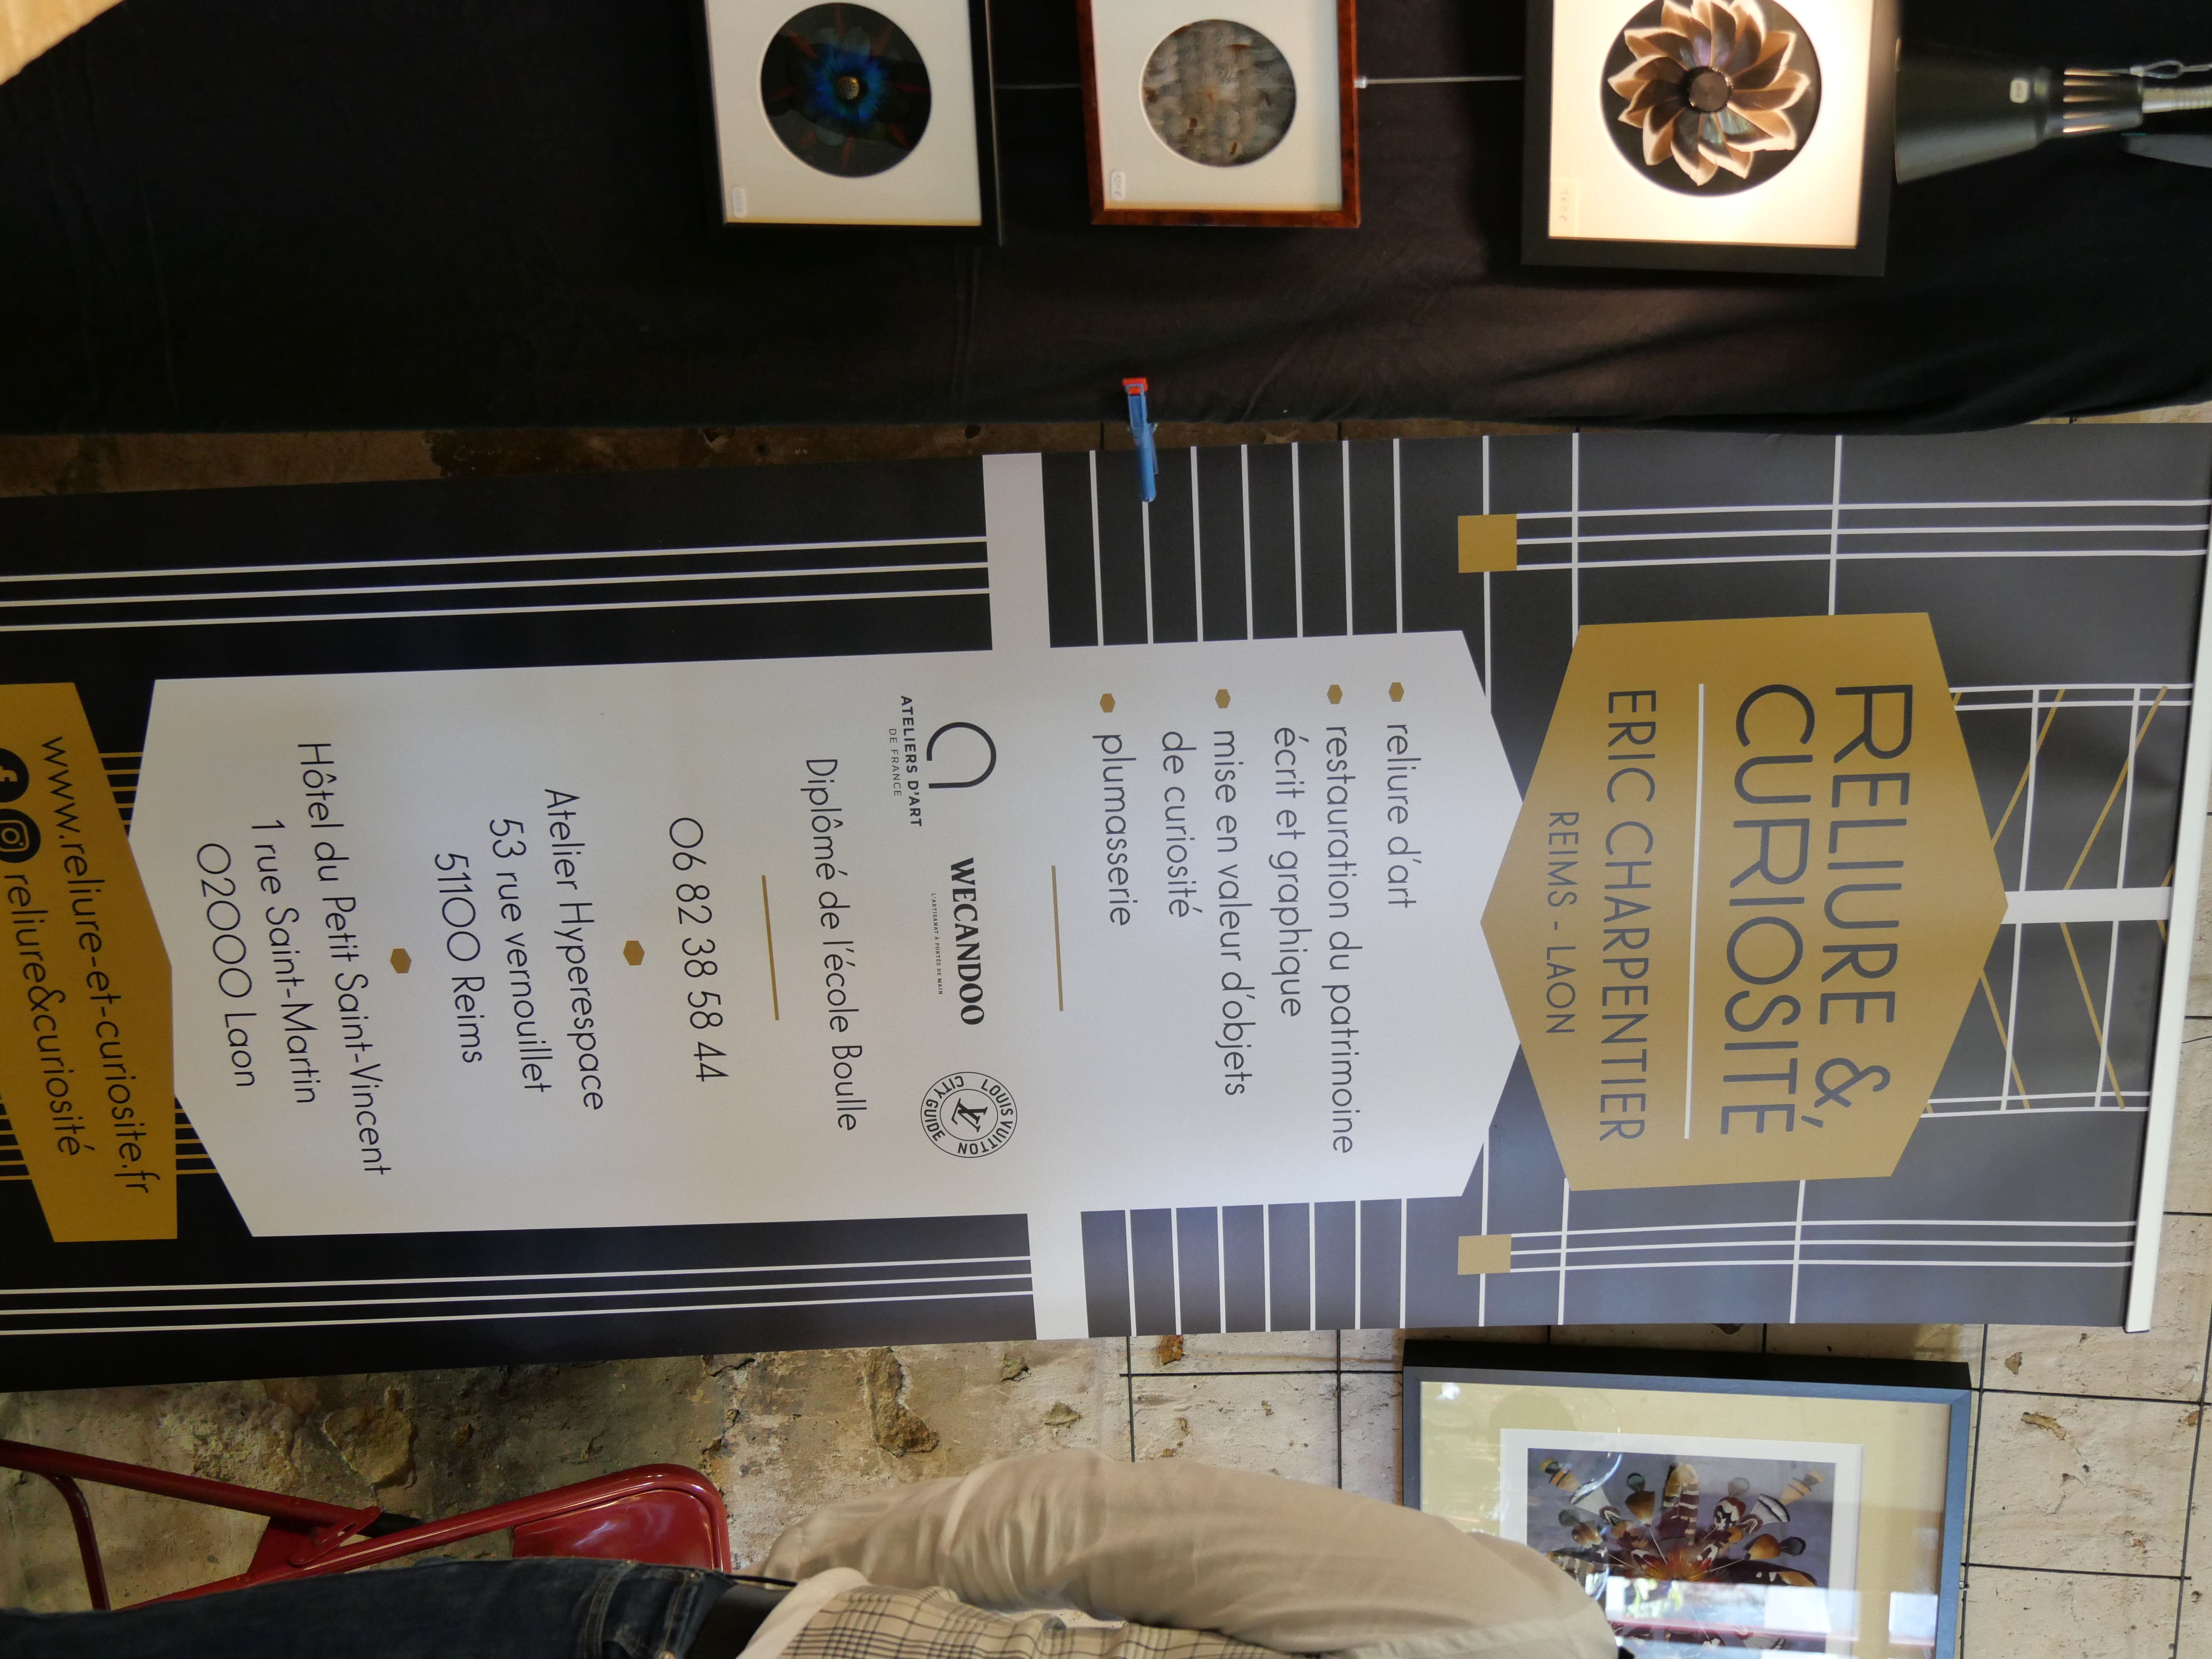 RELIURE &
CURIOSITÉ
ERIC CHARPENTIER
REIMS - LAON
reliure d'art
restauration du patrimoine
écrit et graphique
mise en valeur d'objets
de curiosité
plumasserie
ATELIERS D'ART
DE FRANCE
WECANDOO
L'ARTISANAT À PORTÉE DE MAIN
LOUIS VUITTON
LV
CITY GUIDE
Diplômé de l'école Boulle
06 82 38 58 44
Atelier Hyperespace
53 rue vernouillet
51100 Reims
Hôtel du Petit Saint-Vincent
1 rue Saint-Martin
02000 Laon
www.reliure-et-curiosite.fr
reliure&curiosité